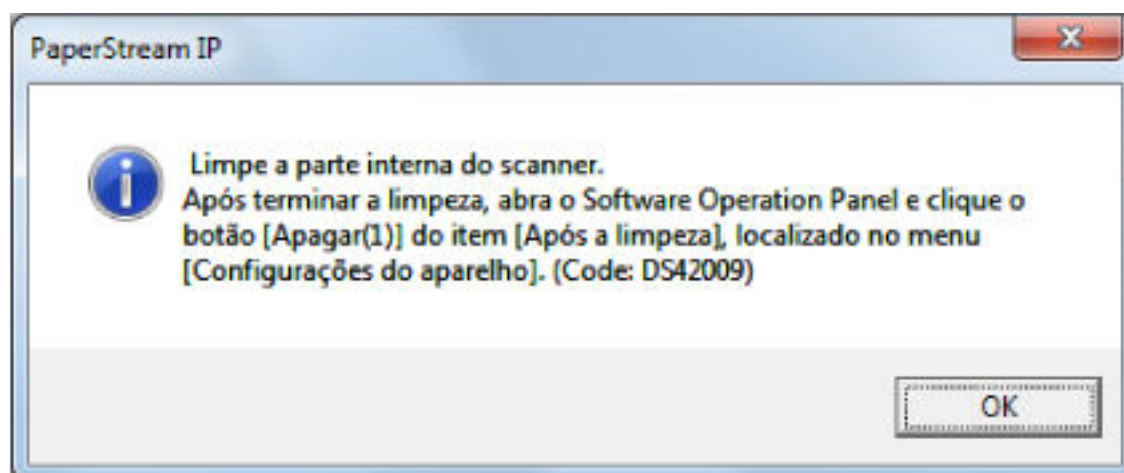 PaperStream IP
Limpe a parte interna do scanner.
Após terminar a limpeza, abra o Software Operation Panel e clique o
botão [Apagar(1)] do item [Após a limpeza], localizado no menu
[Configurações do aparelho]. (Code: DS42009)
OK